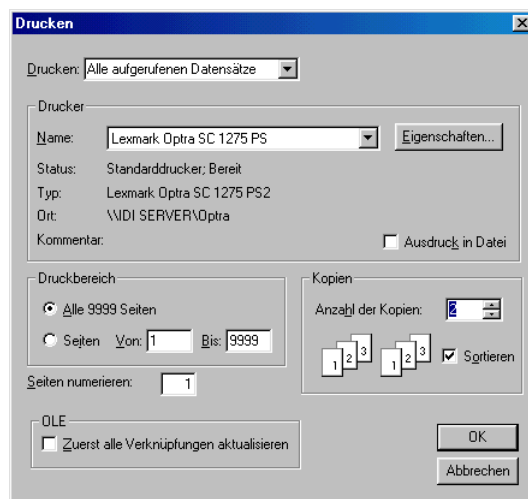 Drucken
Drucken: Alle aufgerufenen Datensätze
Drucker
Name: Lexmark Optra SC 1275 PS Eigenschaften...
Status: Standarddrucker; Bereit
Typ: Lexmark Optra SC 1275 PS2
Ort: \\IDI SERVER\Optra
Kommentar: Ausdruck in Datei
Druckbereich
Alle 9999 Seiten
Seiten Von: 1 Bis: 9999
Kopien
Anzahl der Kopien: 2
1 2 3 1 2 3 Sortieren
Seiten numerieren: 1
OLE
Zuerst alle Verknüpfungen aktualisieren
OK
Abbrechen